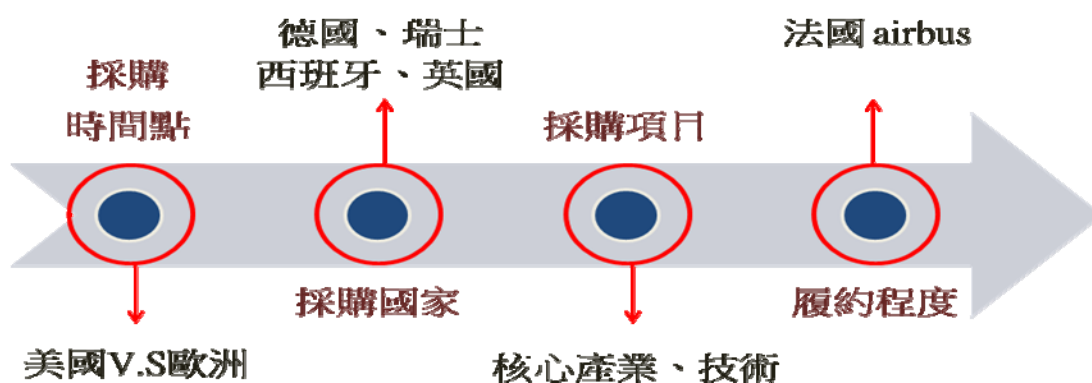 採購
時間點
美國V.S歐洲
德國、瑞士
西班牙、英國
採購國家
採購項目
核心產業、技術
法國 airbus
履約程度